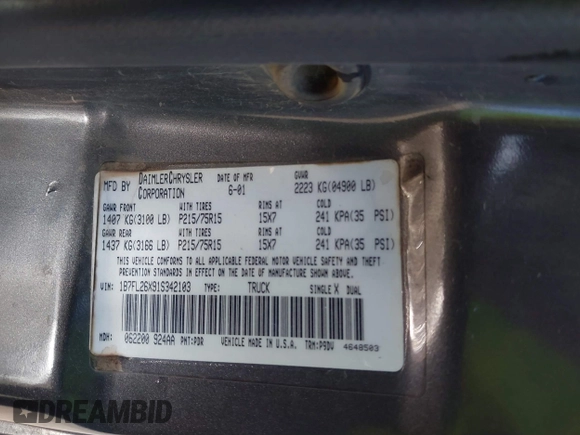 MFD BY DAIMLERCHRYSLER CORPORATION DATE OF MFR 6-01 GVWR 2223 KG(04900 LB)
GAWR FRONT WITH TIRES RIMS AT COLD
1407 KG(3100 LB) P215/75R15 15X7 241 KPA(35 PSI)
GAWR REAR WITH TIRES RIMS AT COLD
1437 KG(3166 LB) P215/75R15 15X7 241 KPA(35 PSI)
THIS VEHICLE CONFORMS TO ALL APPLICABLE FEDERAL MOTOR VEHICLE SAFETY AND THEFT
PREVENTION STANDARDS IN EFFECT ON THE DATE OF MANUFACTURE SHOWN ABOVE.
VIN: 1B7FL26X91S342103 TYPE: TRUCK SINGLE X DUAL
MDH: 062200 924AA PNT:PDR VEHICLE MADE IN U.S.A. TRM:P5DV 4648503
DREAMBID